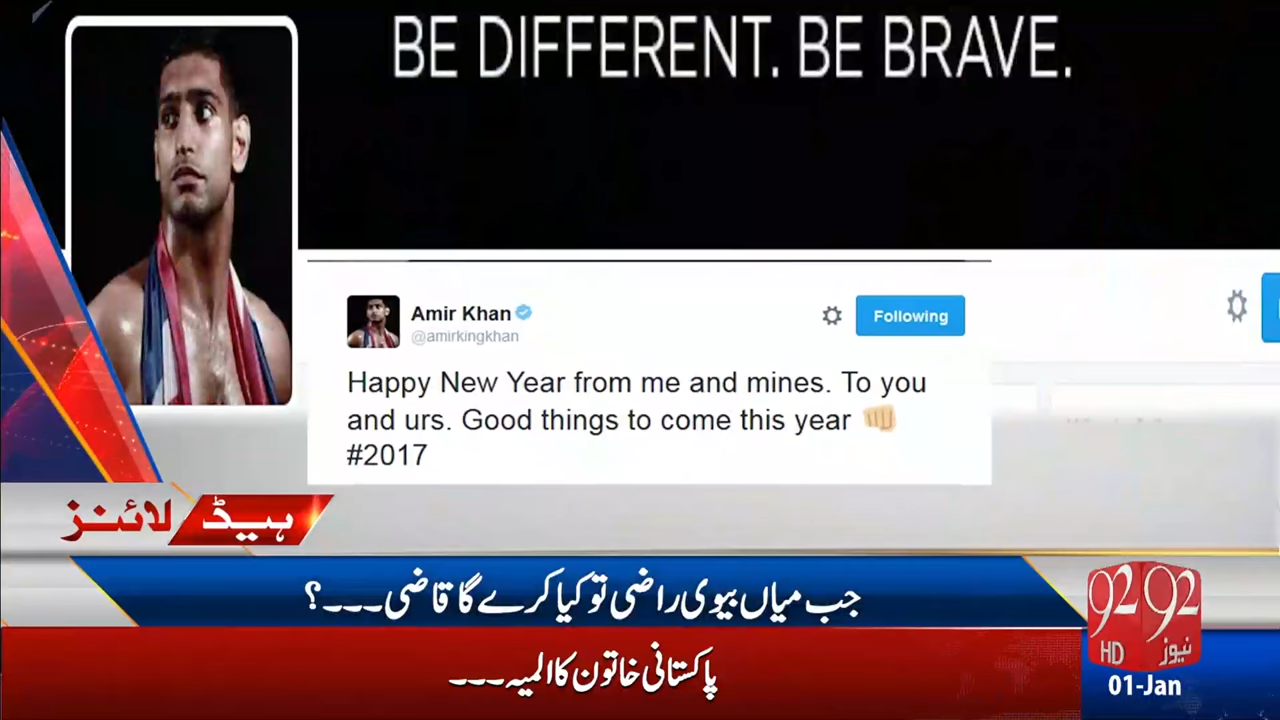 BE DIFFERENT. BE BRAVE.
Amir Khan
@amirkingkhan
Following
Happy New Year from me and mines. To you
and urs. Good things to come this year 👊
#2017
ہیڈ لائنز
جب میاں بیوی راضی تو کیا کرے گا قاضی ۔۔۔؟
پاکستانی خاتون کا المیہ ۔۔۔
92 92
HD نیوز
01-Jan